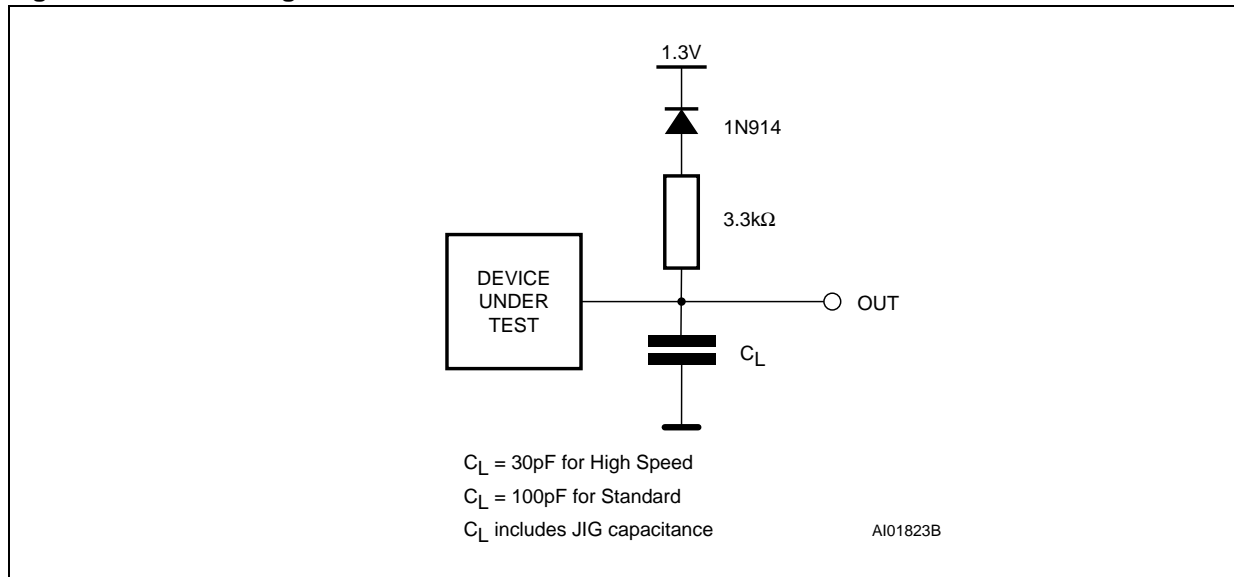 1.3V
1N914
3.3kΩ
DEVICE
UNDER
TEST
OUT
CL
CL = 30pF for High Speed
CL = 100pF for Standard
CL includes JIG capacitance
AI01823B